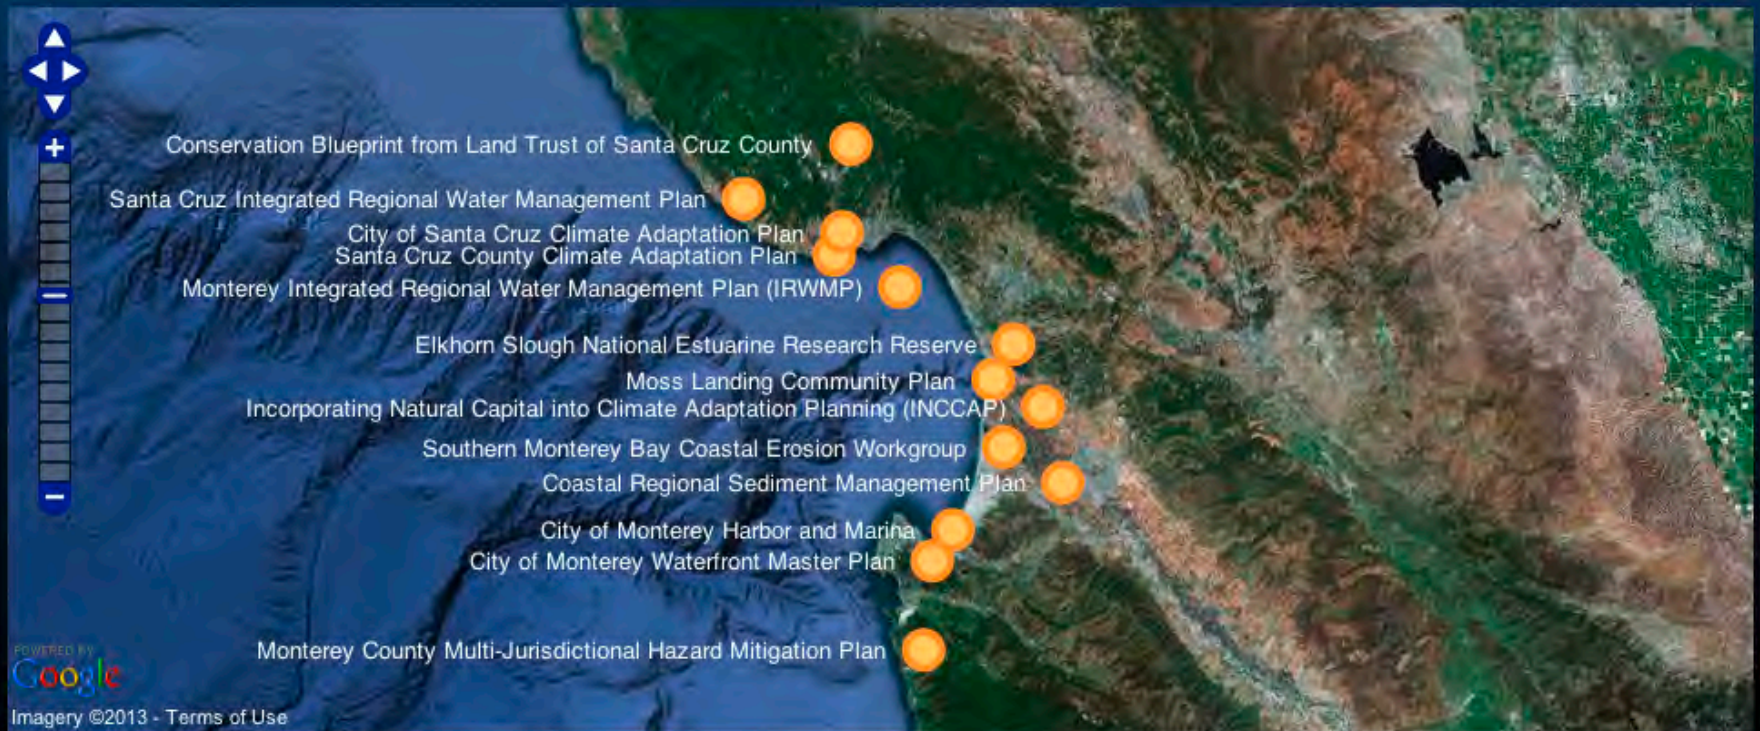 Conservation Blueprint from Land Trust of Santa Cruz County
Santa Cruz Integrated Regional Water Management Plan
City of Santa Cruz Climate Adaptation Plan
Santa Cruz County Climate Adaptation Plan
Monterey Integrated Regional Water Management Plan (IRWMP)
Elkhorn Slough National Estuarine Research Reserve
Moss Landing Community Plan
Incorporating Natural Capital into Climate Adaptation Planning (INCCAP)
Southern Monterey Bay Coastal Erosion Workgroup
Coastal Regional Sediment Management Plan
City of Monterey Harbor and Marina
City of Monterey Waterfront Master Plan
Monterey County Multi-Jurisdictional Hazard Mitigation Plan
POWERED BY
Google
Imagery ©2013 - Terms of Use